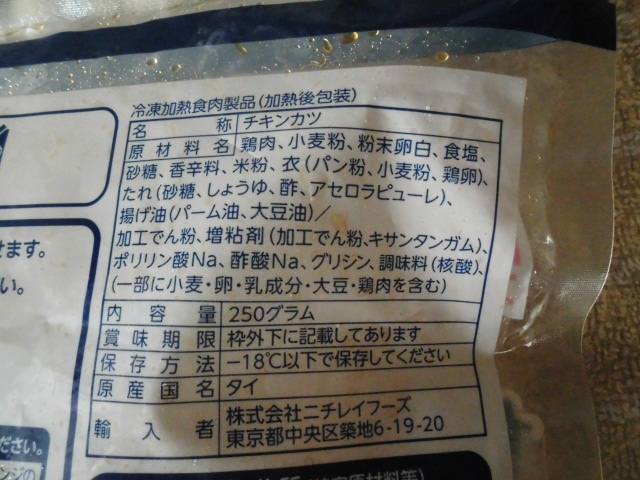 冷凍加熱食肉製品(加熱後包装)
名称 チキンカツ
原材料名 鶏肉、小麦粉、粉末卵白、食塩、
砂糖、香辛料、米粉、衣(パン粉、小麦粉、鶏卵)、
たれ(砂糖、しょうゆ、酢、アセロラピューレ)、
揚げ油(パーム油、大豆油)/
加工でん粉、増粘剤(加工でん粉、キサンタンガム)、
ポリリン酸Na、酢酸Na、グリシン、調味料(核酸)、
(一部に小麦・卵・乳成分・大豆・鶏肉を含む)
内容量 250グラム
賞味期限 枠外下に記載してあります
保存方法 −18℃以下で保存してください
原産国名 タイ
輸入者 株式会社ニチレイフーズ
東京都中央区築地6-19-20
せます。
い。
ださい。
ンジの